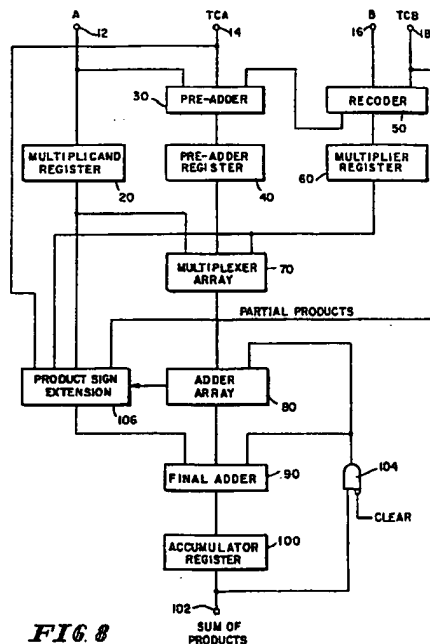 A
TCA
B
TCB
12
14
16
18
30
PRE-ADDER
RECODER
50
MULTIPLICAND
REGISTER
20
PRE-ADDER
REGISTER
40
MULTIPLIER
REGISTER
60
MULTIPLEXER
ARRAY
70
PARTIAL PRODUCTS
PRODUCT SIGN
EXTENSION
106
ADDER
ARRAY
80
FINAL ADDER
90
104
CLEAR
ACCUMULATOR
REGISTER
100
102
SUM OF
PRODUCTS
FIG. 8